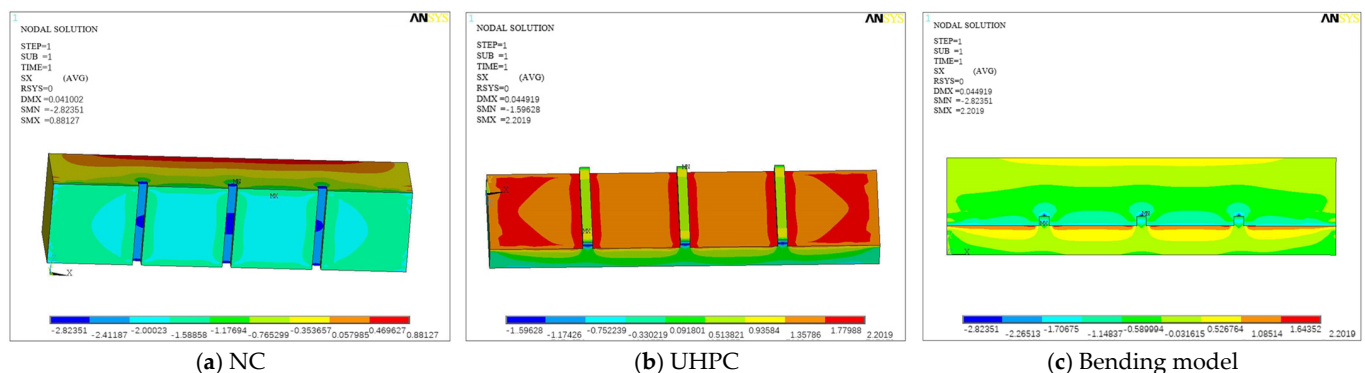 1
ANSYS
NODAL SOLUTION
STEP=1
SUB =1
TIME=1
SX (AVG)
RSYS=0
DMX=0.041002
SMN =-2.82351
SMX =0.88127
MN
MX
X
-2.82351
-2.41187
-2.00023
-1.58858
-1.17694
-0.765299
-0.353657
0.057985
0.469627
0.88127
(a) NC
1
ANSYS
NODAL SOLUTION
STEP=1
SUB =1
TIME=1
SX (AVG)
RSYS=0
DMX=0.044919
SMN =-1.59628
SMX =2.2019
MN
X
MX
-1.59628
-1.17426
-0.752239
-0.330219
0.091801
0.513821
0.93584
1.35786
1.77988
2.2019
(b) UHPC
1
ANSYS
NODAL SOLUTION
STEP=1
SUB =1
TIME=1
SX (AVG)
RSYS=0
DMX=0.044919
SMN =-2.82351
SMX =2.2019
MN
X
-2.82351
-2.26513
-1.70675
-1.14837
-0.589994
-0.031615
0.526764
1.08514
1.64352
2.2019
(c) Bending model